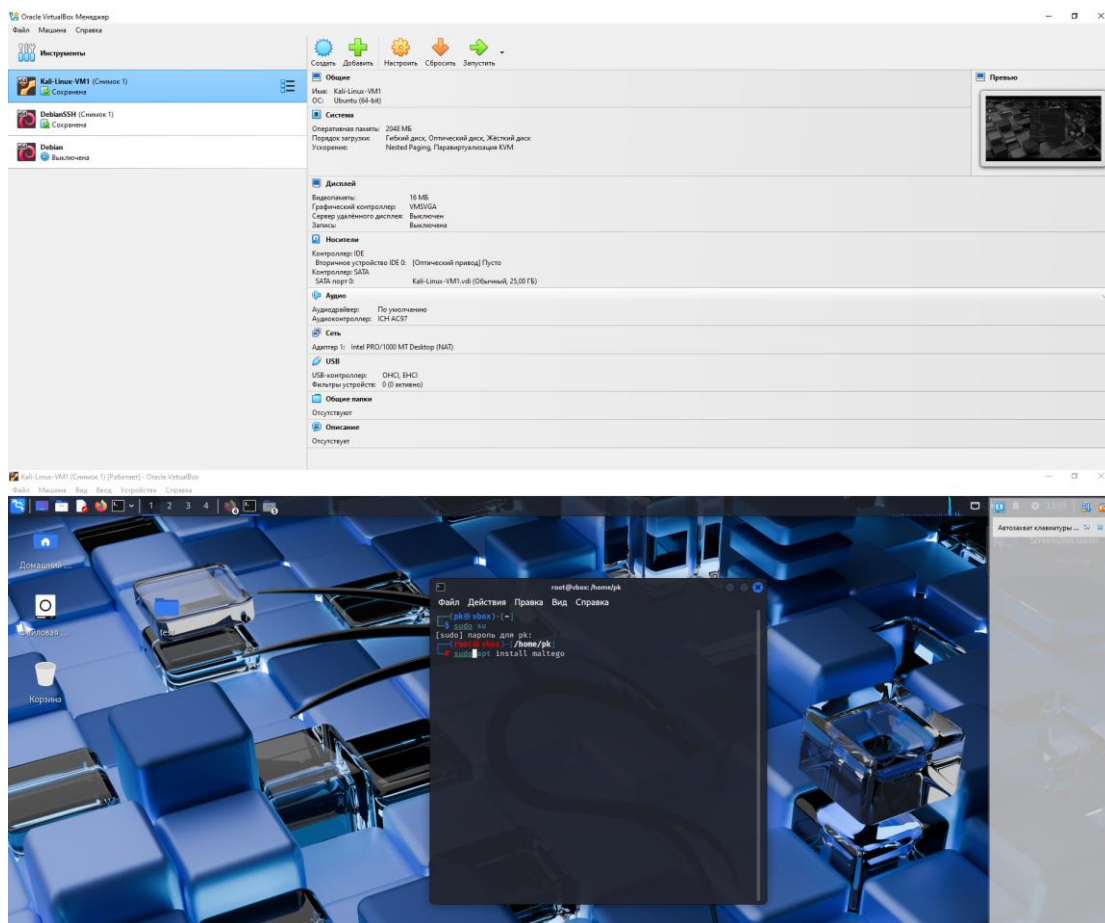 Oracle VirtualBox Менеджер
Файл Машина Справка
Инструменты
Создать Добавить Настроить Сбросить Запустить
Kali-Linux-VM1 (Снимок 1)
Сохранена
DebianSSH (Снимок 1)
Сохранена
Debian
Выключена
Общие
Имя: Kali-Linux-VM1
ОС: Ubuntu (64-bit)
Превью
Система
Оперативная память: 2048 МБ
Порядок загрузки: Гибкий диск, Оптический диск, Жёсткий диск
Ускорение: Nested Paging, Паравиртуализация KVM
Дисплей
Видеопамять: 16 МБ
Графический контроллер: VMSVGA
Сервер удалённого дисплея: Выключен
Запись: Выключена
Носители
Контроллер: IDE
Вторичное устройство IDE 0: [Оптический привод] Пусто
Контроллер: SATA
SATA порт 0: Kali-Linux-VM1.vdi (Обычный, 25,00 ГБ)
Аудио
Аудиодрайвер: По умолчанию
Аудиоконтроллер: ICH AC97
Сеть
Адаптер 1: Intel PRO/1000 MT Desktop (NAT)
USB
USB-контроллер: OHCI, EHCI
Фильтры устройств: 0 (0 активно)
Общие папки
Отсутствуют
Описание
Отсутствует
Kali-Linux-VM1 (Снимок 1) [Работает] - Oracle VirtualBox
Файл Машина Вид Ввод Устройства Справка
1 2 3 4
Автозахват клавиатуры ...
Screenshot taken
Домашний ...
Файловая ...
test
Корзина
root@vbox: /home/pk
Файл Действия Правка Вид Справка
(pk㉿vbox)-[~]
$ sudo su
[sudo] пароль для pk:
(root㉿vbox)-[/home/pk]
# sudo apt install maltego